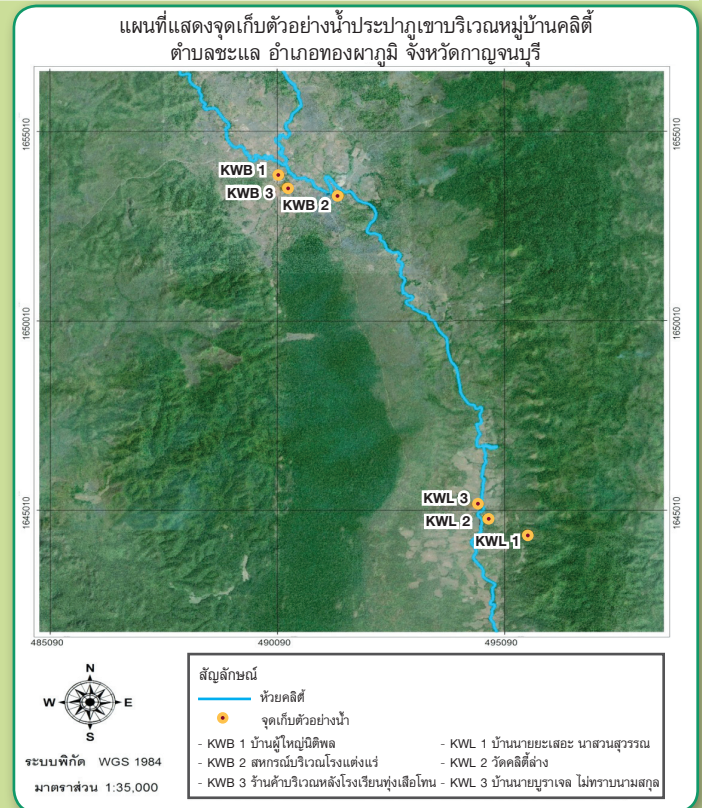 แผนที่แสดงจุดเก็บตัวอย่างน้ำประปาภูเขาบริเวณหมู่บ้านคลิตี้
ตำบลชะแล อำเภอทองผาภูมิ จังหวัดกาญจนบุรี
1655010
1655010
KWB 1
KWB 3
KWB 2
1650010
1650010
KWL 3
1645010
1645010
KWL 2
KWL 1
485090
490090
495090
N
W
E
S
ระบบพิกัด WGS 1984
มาตราส่วน 1:35,000
สัญลักษณ์
ห้วยคลิตี้
จุดเก็บตัวอย่างน้ำ
- KWB 1 บ้านผู้ใหญ่นิติพล
- KWB 2 สหกรณ์บริเวณโรงแต่งแร่
- KWB 3 ร้านค้าบริเวณหลังโรงเรียนทุ่งเสือโทน
- KWL 1 บ้านนายยะเสอะ นาสวนสุวรรณ
- KWL 2 วัดคลิตี้ล่าง
- KWL 3 บ้านนายบูราเจล ไม่ทราบนามสกุล